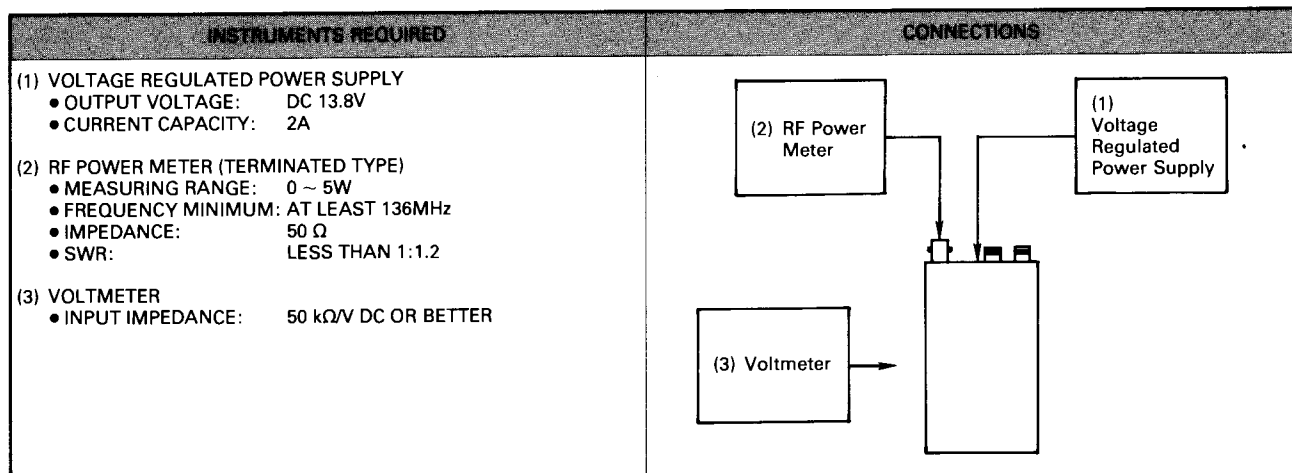 INSTRUMENTS REQUIRED
CONNECTIONS
(1) VOLTAGE REGULATED POWER SUPPLY
● OUTPUT VOLTAGE: DC 13.8V
● CURRENT CAPACITY: 2A
(2) RF POWER METER (TERMINATED TYPE)
● MEASURING RANGE: 0 ~ 5W
● FREQUENCY MINIMUM: AT LEAST 136MHz
● IMPEDANCE: 50 Ω
● SWR: LESS THAN 1:1.2
(3) VOLTMETER
● INPUT IMPEDANCE: 50 kΩ/V DC OR BETTER
(2) RF Power
Meter
(1)
Voltage
Regulated
Power Supply
(3) Voltmeter